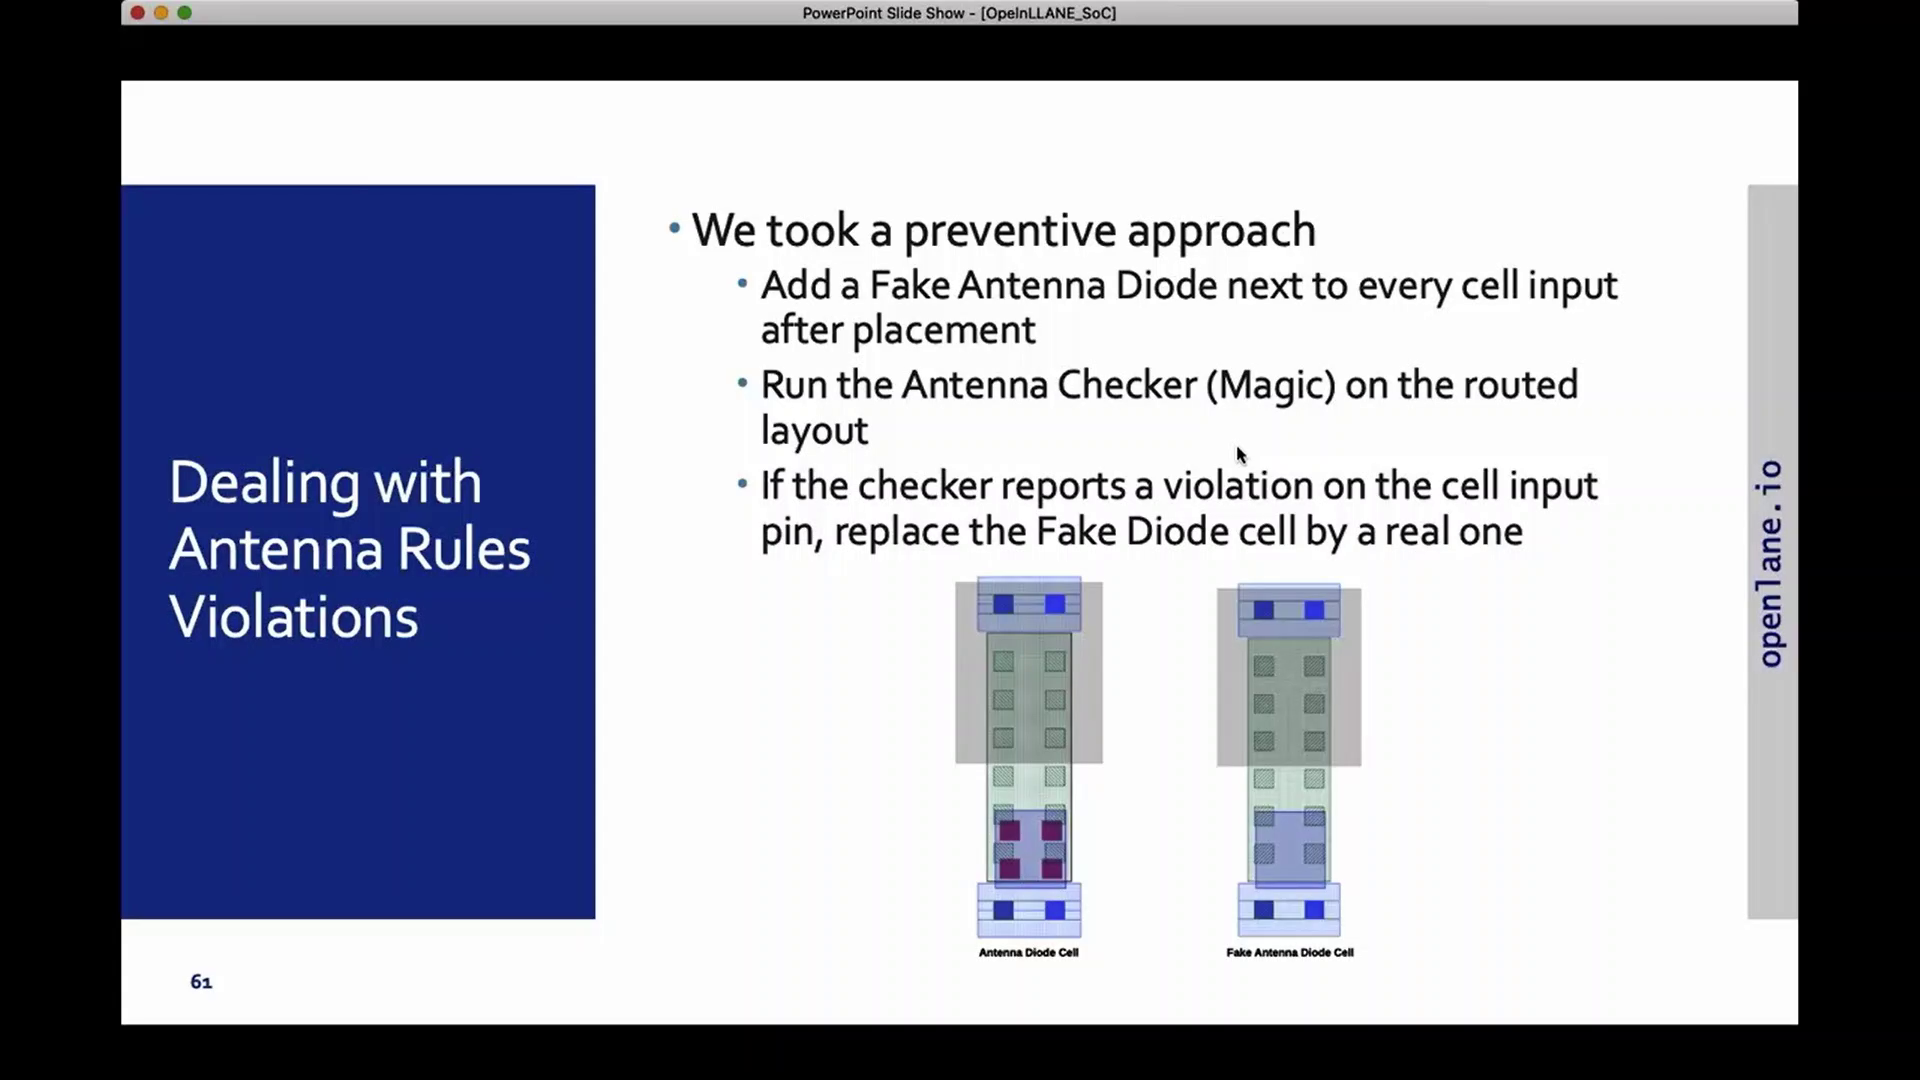 PowerPoint Slide Show - [OpeInLLANE_SoC]
Dealing with
Antenna Rules
Violations
• We took a preventive approach
• Add a Fake Antenna Diode next to every cell input
after placement
• Run the Antenna Checker (Magic) on the routed
layout
• If the checker reports a violation on the cell input
pin, replace the Fake Diode cell by a real one
Antenna Diode Cell
Fake Antenna Diode Cell
openlane.io
61